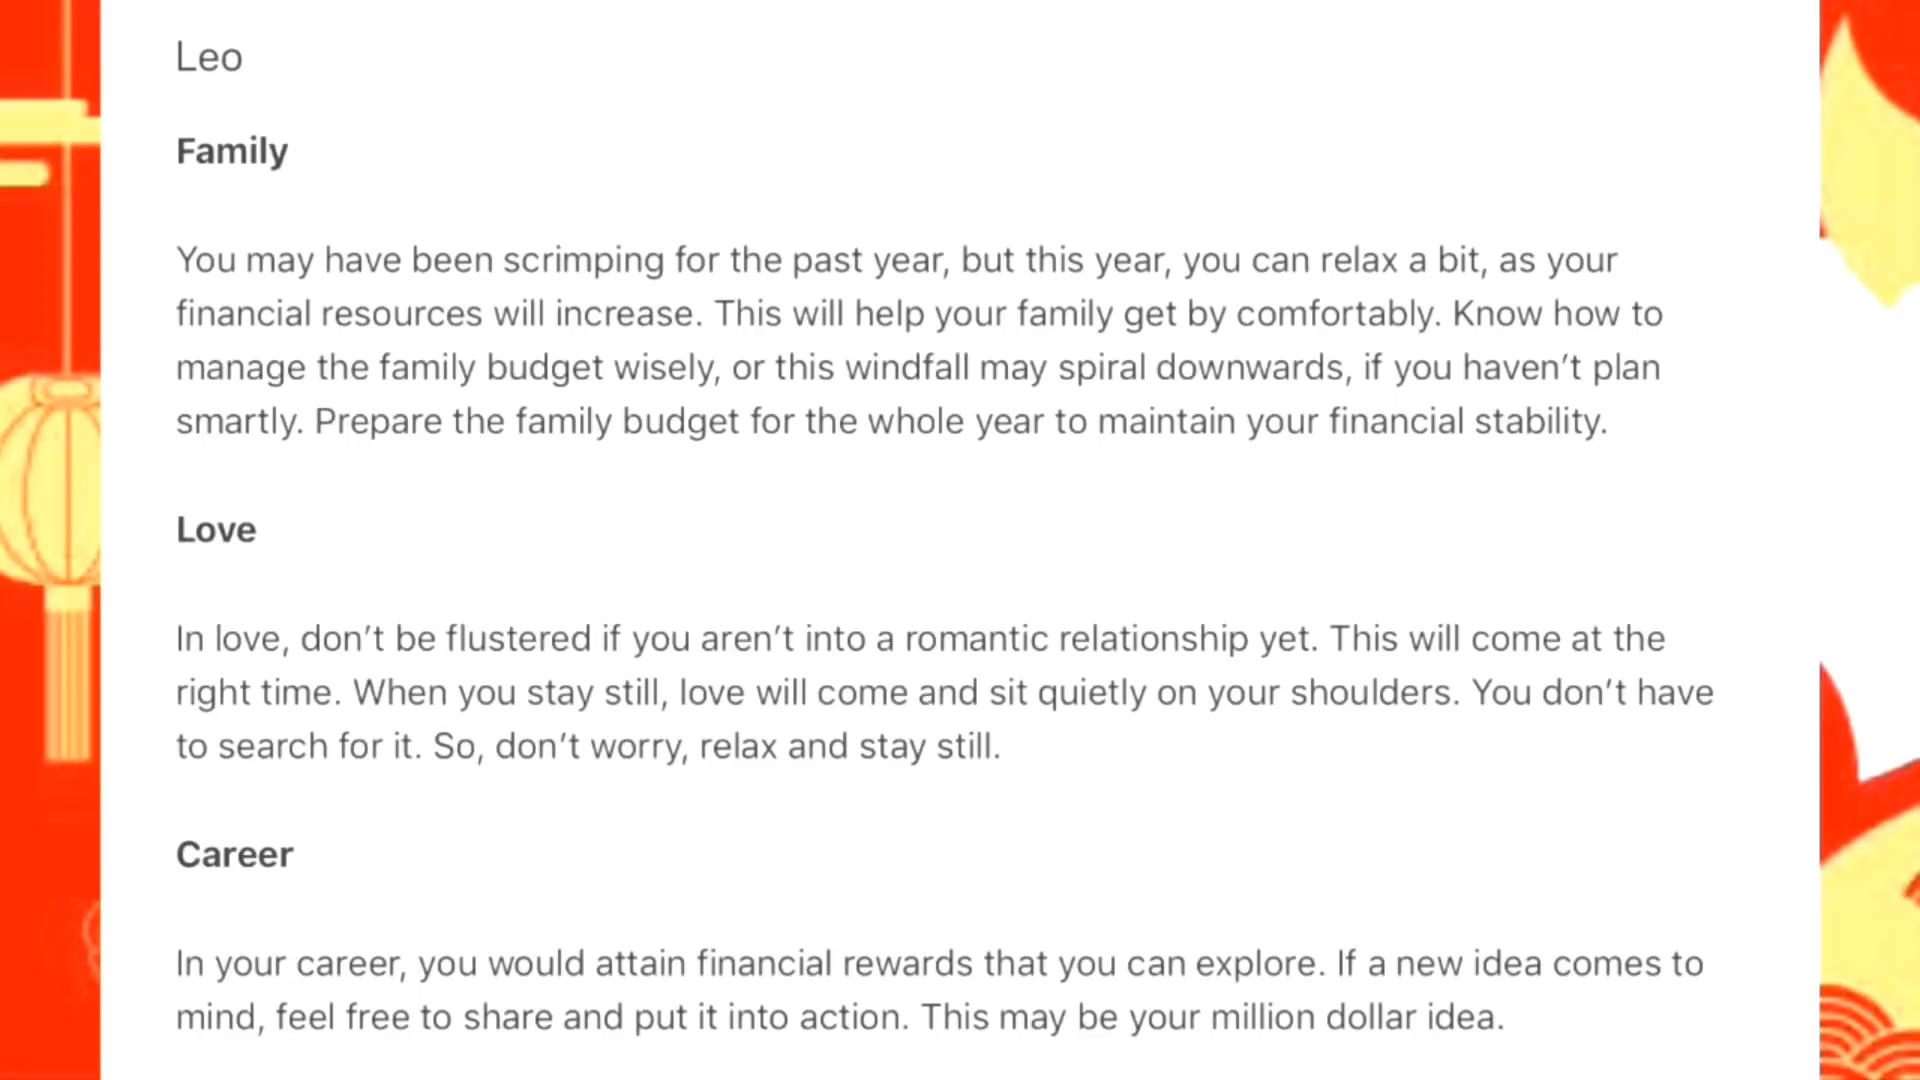 Leo
Family
You may have been scrimping for the past year, but this year, you can relax a bit, as your
financial resources will increase. This will help your family get by comfortably. Know how to
manage the family budget wisely, or this windfall may spiral downwards, if you haven’t plan
smartly. Prepare the family budget for the whole year to maintain your financial stability.
Love
In love, don’t be flustered if you aren’t into a romantic relationship yet. This will come at the
right time. When you stay still, love will come and sit quietly on your shoulders. You don’t have
to search for it. So, don’t worry, relax and stay still.
Career
In your career, you would attain financial rewards that you can explore. If a new idea comes to
mind, feel free to share and put it into action. This may be your million dollar idea.